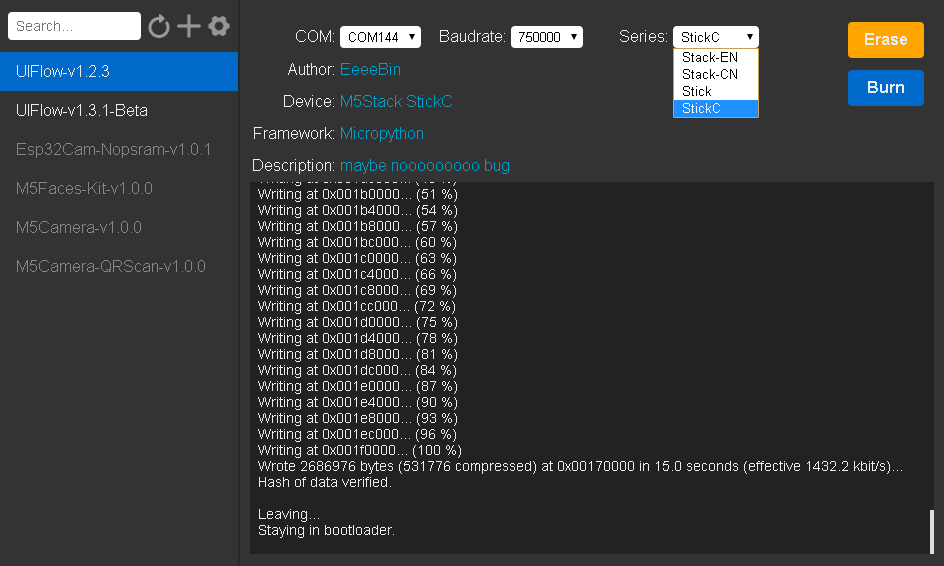 Search...
UIFlow-v1.2.3
UIFlow-v1.3.1-Beta
Esp32Cam-Nopsram-v1.0.1
M5Faces-Kit-v1.0.0
M5Camera-v1.0.0
M5Camera-QRScan-v1.0.0
COM: COM144 Baudrate: 750000 Series: StickC
Stack-EN
Stack-CN
Stick
StickC
Erase
Burn
Author: EeeeBin
Device: M5Stack StickC
Framework: Micropython
Description: maybe nooooooooo bug
Writing at 0x001b0000... (51 %)
Writing at 0x001b4000... (54 %)
Writing at 0x001b8000... (57 %)
Writing at 0x001bc000... (60 %)
Writing at 0x001c0000... (63 %)
Writing at 0x001c4000... (66 %)
Writing at 0x001c8000... (69 %)
Writing at 0x001cc000... (72 %)
Writing at 0x001d0000... (75 %)
Writing at 0x001d4000... (78 %)
Writing at 0x001d8000... (81 %)
Writing at 0x001dc000... (84 %)
Writing at 0x001e0000... (87 %)
Writing at 0x001e4000... (90 %)
Writing at 0x001e8000... (93 %)
Writing at 0x001ec000... (96 %)
Writing at 0x001f0000... (100 %)
Wrote 2686976 bytes (531776 compressed) at 0x00170000 in 15.0 seconds (effective 1432.2 kbit/s)...
Hash of data verified.
Leaving...
Staying in bootloader.